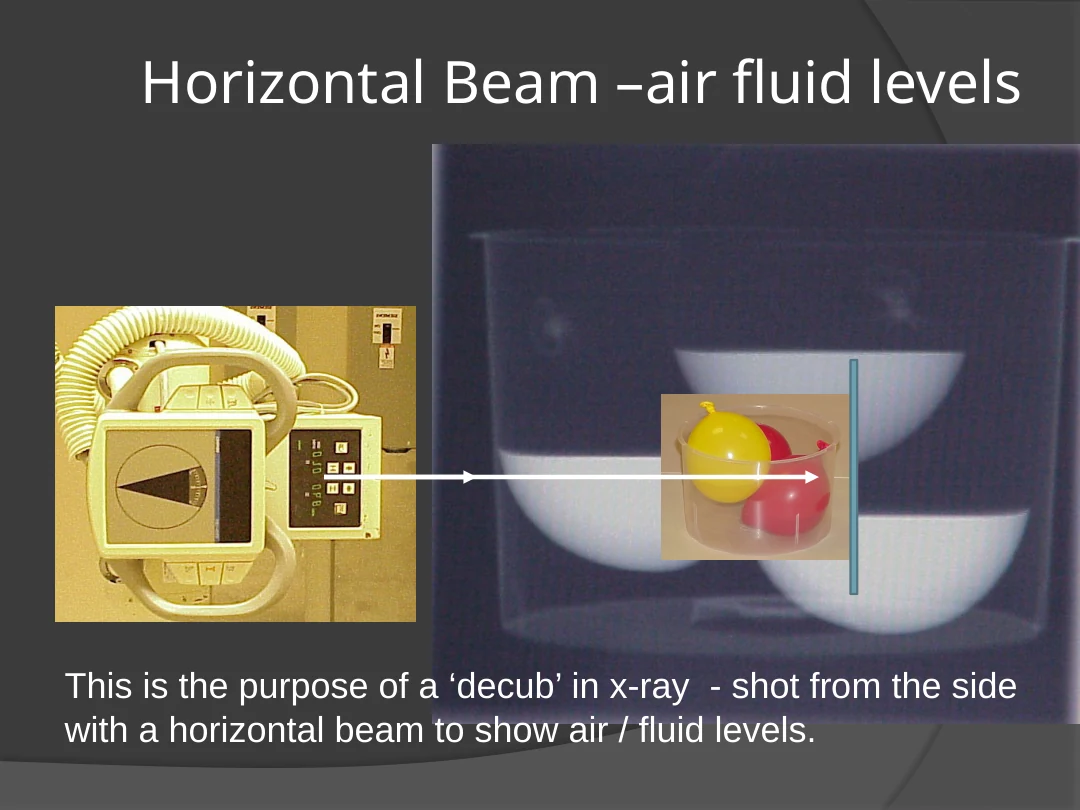 Horizontal Beam –air fluid levels
This is the purpose of a ‘decub’ in x-ray  - shot from the side
with a horizontal beam to show air / fluid levels.